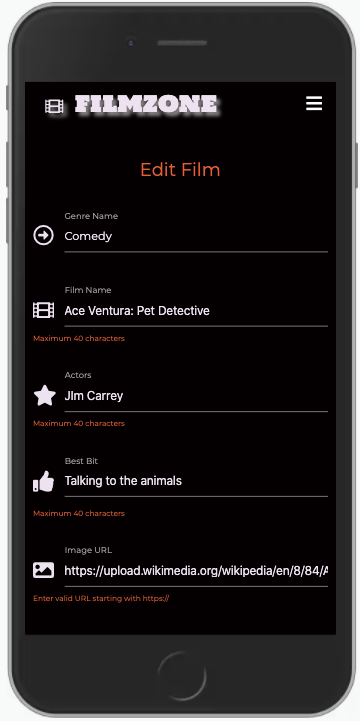 FILMZONE
Edit Film
Genre Name
Comedy
Film Name
Ace Ventura: Pet Detective
Maximum 40 characters
Actors
JIm Carrey
Maximum 40 characters
Best Bit
Talking to the animals
Maximum 40 characters
Image URL
https://upload.wikimedia.org/wikipedia/en/8/84/A
Enter valid URL starting with https://